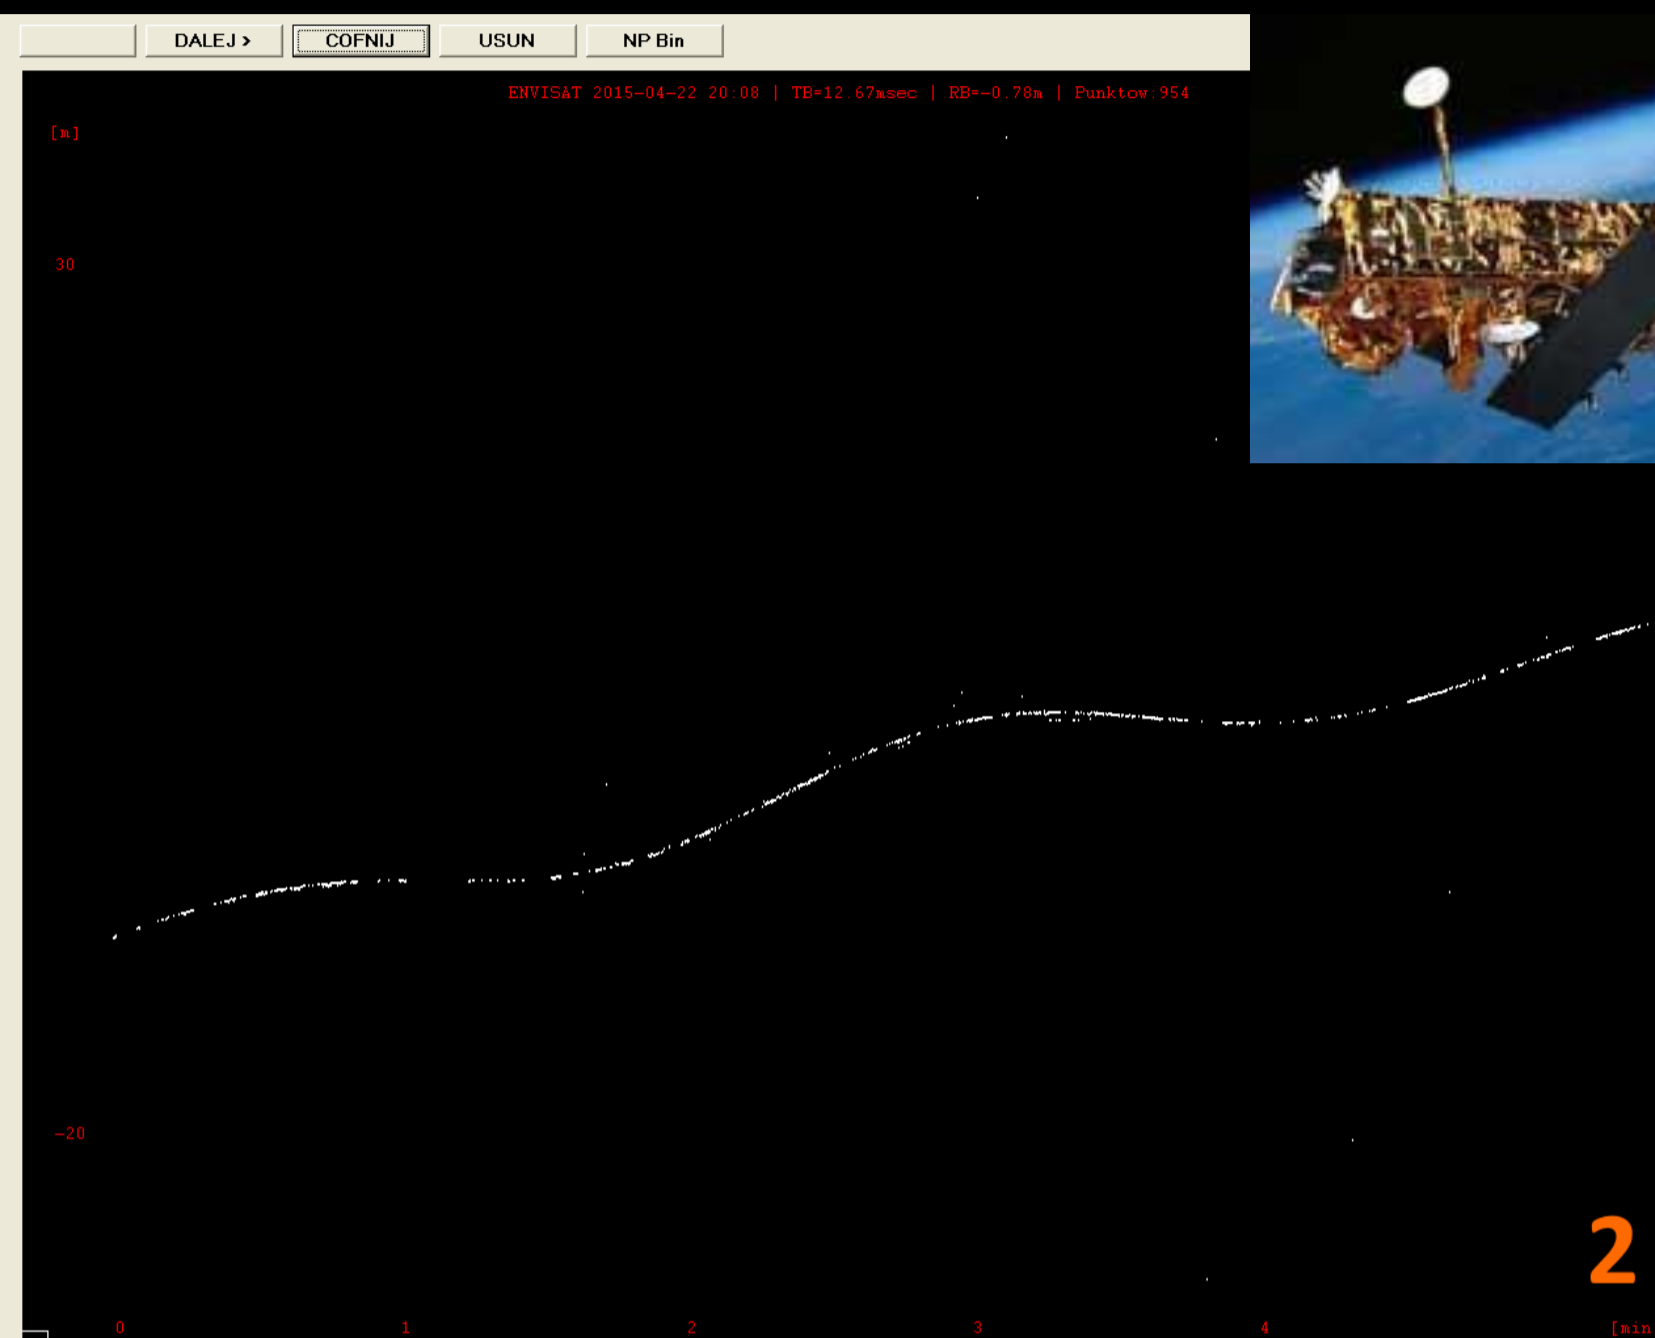 DALEJ > COFNIJ USUN NP Bin
ENVISAT 2015-04-22 20:08 | TB=12.67msec | RB=-0.78m | Punktow:954
[m]
30
-20
2
0 1 2 3 4 [min